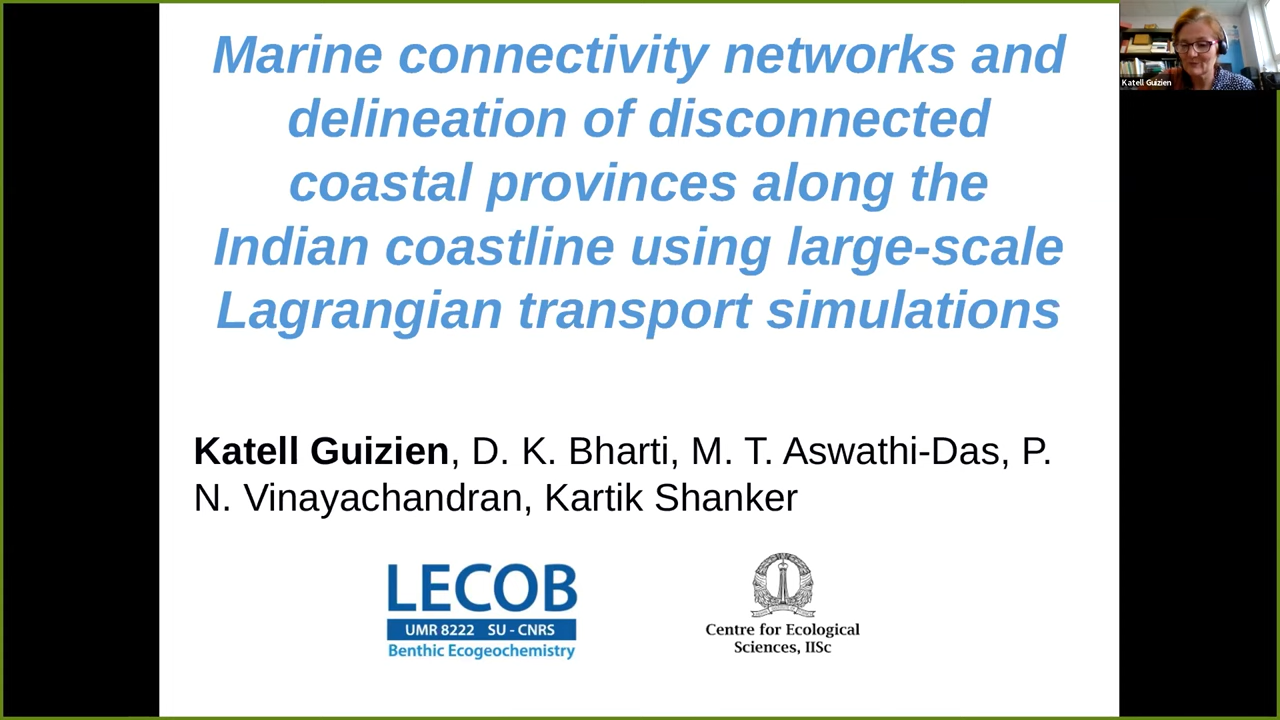 Marine connectivity networks and
delineation of disconnected
coastal provinces along the
Indian coastline using large-scale
Lagrangian transport simulations
Katell Guizien
Katell Guizien, D. K. Bharti, M. T. Aswathi-Das, P.
N. Vinayachandran, Kartik Shanker
LECOB
UMR 8222 SU - CNRS
Benthic Ecogeochemistry
Centre for Ecological
Sciences, IISc